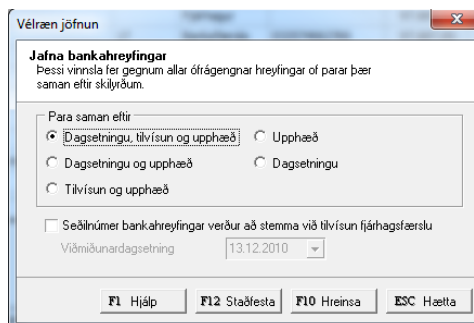 Vélræn jöfnun
Jafna bankahreyfingar
Þessi vinnsla fer gegnum allar ófrágengnar hreyfingar of parar þær
saman eftir skilyrðum.
Para saman eftir
Dagsetningu, tilvísun og upphæð
Upphæð
Dagsetningu og upphæð
Dagsetningu
Tilvísun og upphæð
Seðilnúmer bankahreyfingar verður að stemma við tilvísun fjárhagsfærslu
Viðmiðunardagsetning 13.12.2010
F1 Hjálp F12 Staðfesta F10 Hreinsa ESC Hætta